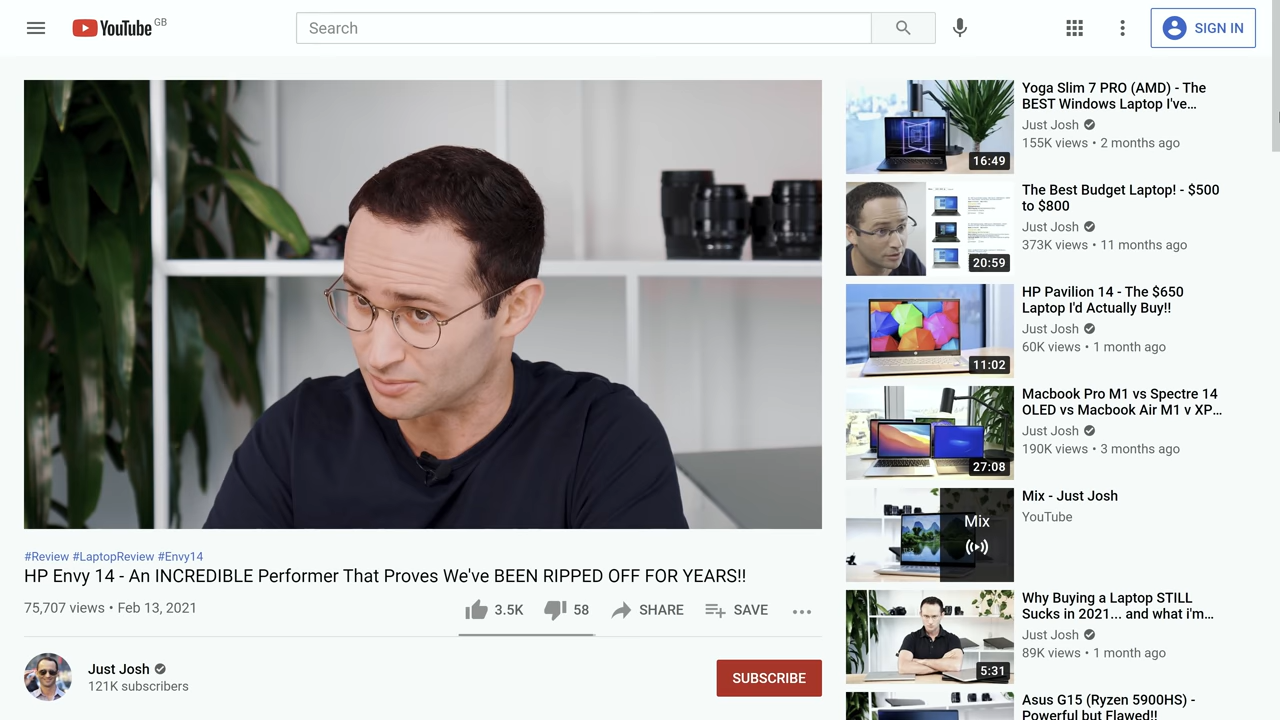 YouTube GB
Search
SIGN IN
#Review #LaptopReview #Envy14
HP Envy 14 - An INCREDIBLE Performer That Proves We've BEEN RIPPED OFF FOR YEARS!!
75,707 views • Feb 13, 2021
3.5K
58
SHARE
SAVE
Just Josh
121K subscribers
SUBSCRIBE
16:49
Yoga Slim 7 PRO (AMD) - The
BEST Windows Laptop I've…
Just Josh
155K views • 2 months ago
20:59
The Best Budget Laptop! - $500
to $800
Just Josh
373K views • 11 months ago
11:02
HP Pavilion 14 - The $650
Laptop I'd Actually Buy!!
Just Josh
60K views • 1 month ago
27:08
Macbook Pro M1 vs Spectre 14
OLED vs Macbook Air M1 v XP…
Just Josh
190K views • 3 months ago
Mix
Mix - Just Josh
YouTube
5:31
Why Buying a Laptop STILL
Sucks in 2021... and what i'm…
Just Josh
89K views • 1 month ago
Asus G15 (Ryzen 5900HS) -
Powerful but Flawed!!